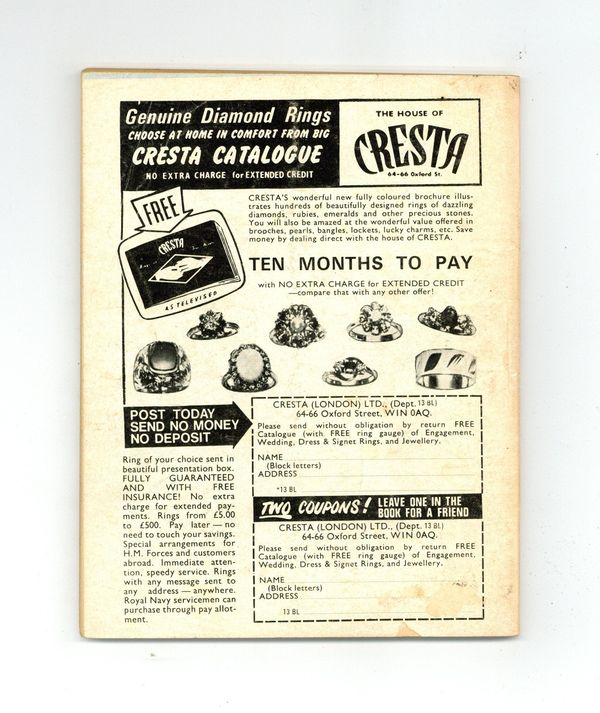 Genuine Diamond Rings
CHOOSE AT HOME IN COMFORT FROM BIG
CRESTA CATALOGUE
NO EXTRA CHARGE for EXTENDED CREDIT
THE HOUSE OF
CRESTA
64-66 Oxford St.
FREE
CRESTA
AS TELEVISED
CRESTA'S wonderful new fully coloured brochure illus-
trates hundreds of beautifully designed rings of dazzling
diamonds, rubies, emeralds and other precious stones.
You will also be amazed at the wonderful value offered in
brooches, pearls, bangles, lockets, lucky charms, etc. Save
money by dealing direct with the house of CRESTA.
TEN MONTHS TO PAY
with NO EXTRA CHARGE for EXTENDED CREDIT
—compare that with any other offer!
POST TODAY
SEND NO MONEY
NO DEPOSIT
Ring of your choice sent in
beautiful presentation box.
FULLY GUARANTEED
AND WITH FREE
INSURANCE! No extra
charge for extended pay-
ments. Rings from £5.00
to £500. Pay later — no
need to touch your savings.
Special arrangements for
H.M. Forces and customers
abroad. Immediate atten-
tion, speedy service. Rings
with any message sent to
any address — anywhere.
Royal Navy servicemen can
purchase through pay allot-
ment.
CRESTA (LONDON) LTD., (Dept. 13 BL)
64-66 Oxford Street, WIN 0AQ.
Please send without obligation by return FREE
Catalogue (with FREE ring gauge) of Engagement,
Wedding, Dress & Signet Rings, and Jewellery.
NAME
(Block letters)
ADDRESS
*13 BL
TWO COUPONS! LEAVE ONE IN THE
BOOK FOR A FRIEND
CRESTA (LONDON) LTD., (Dept. 13 BL)
64-66 Oxford Street, WIN 0AQ.
Please send without obligation by return FREE
Catalogue (with FREE ring gauge) of Engagement,
Wedding, Dress & Signet Rings, and Jewellery.
NAME
(Block letters)
ADDRESS
13 BL